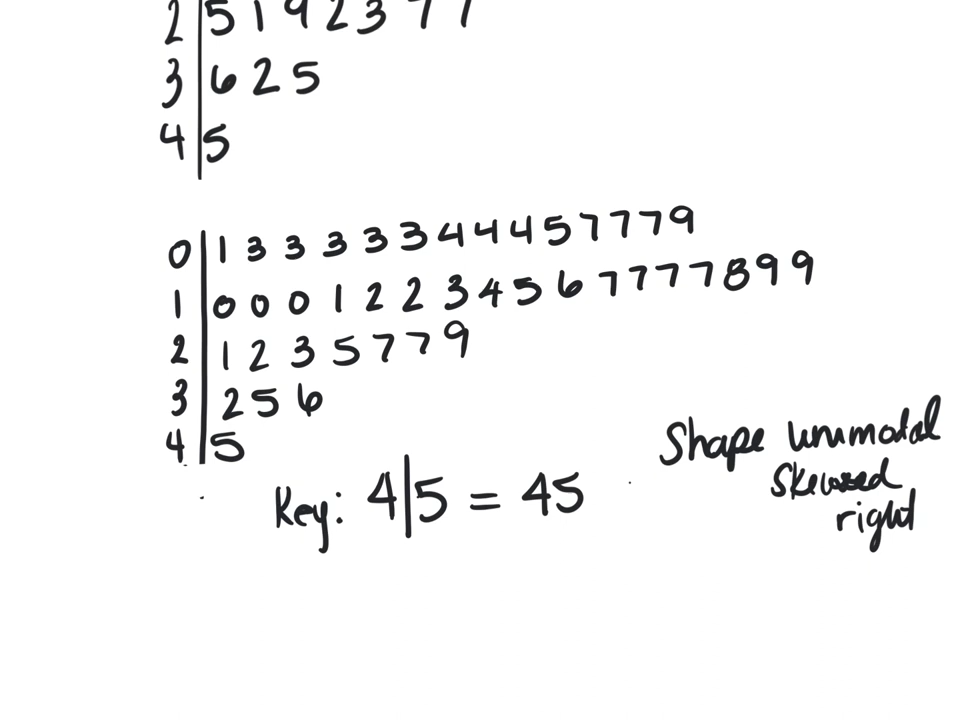 2|5 1 9 2 3 7 7
3|6 2 5
4|5
0|1 3 3 3 3 3 4 4 4 5 7 7 7 9
1|0 0 0 1 2 2 3 4 5 6 7 7 7 7 8 9 9
2|1 2 3 5 7 7 9
3|2 5 6
4|5
Key: 4|5 = 45
Shape unimodal
skewed
right